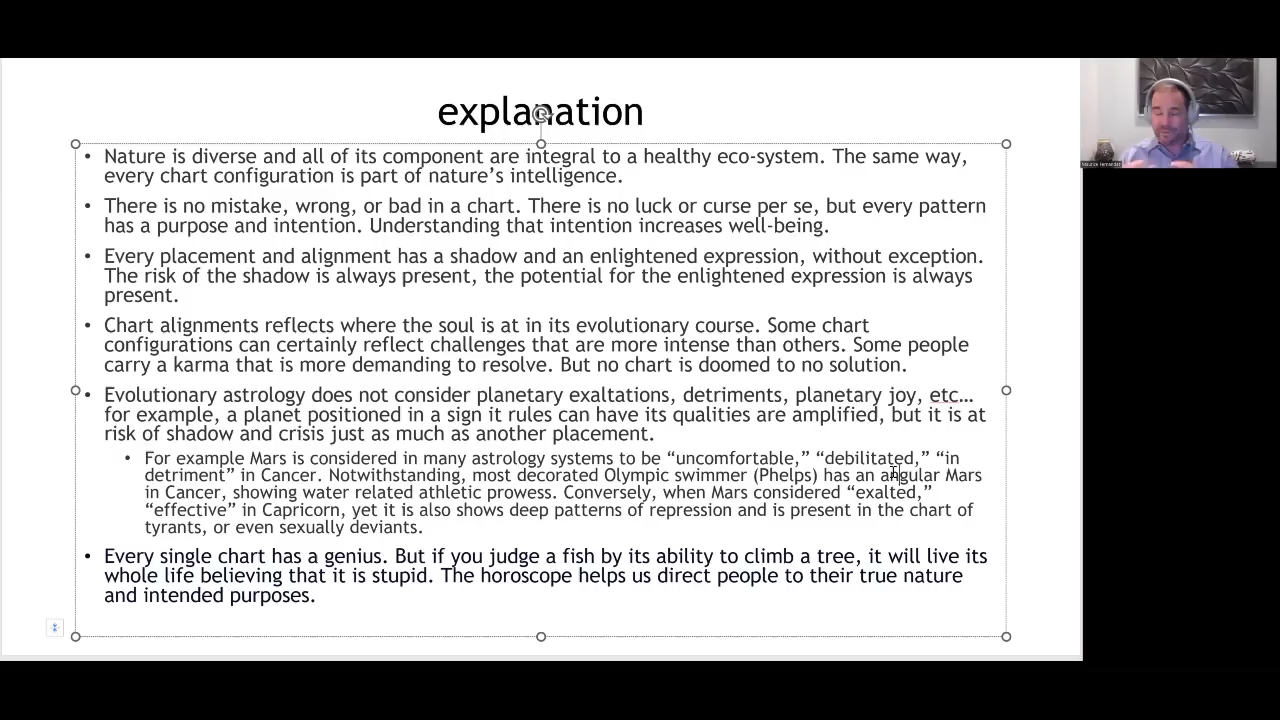 explanation
• Nature is diverse and all of its component are integral to a healthy eco-system. The same way,
every chart configuration is part of nature’s intelligence.
• There is no mistake, wrong, or bad in a chart. There is no luck or curse per se, but every pattern
has a purpose and intention. Understanding that intention increases well-being.
• Every placement and alignment has a shadow and an enlightened expression, without exception.
The risk of the shadow is always present, the potential for the enlightened expression is always
present.
• Chart alignments reflects where the soul is at in its evolutionary course. Some chart
configurations can certainly reflect challenges that are more intense than others. Some people
carry a karma that is more demanding to resolve. But no chart is doomed to no solution.
• Evolutionary astrology does not consider planetary exaltations, detriments, planetary joy, etc…
for example, a planet positioned in a sign it rules can have its qualities are amplified, but it is at
risk of shadow and crisis just as much as another placement.
• For example Mars is considered in many astrology systems to be “uncomfortable,” “debilitated,” “in
detriment” in Cancer. Notwithstanding, most decorated Olympic swimmer (Phelps) has an angular Mars
in Cancer, showing water related athletic prowess. Conversely, when Mars considered “exalted,”
“effective” in Capricorn, yet it is also shows deep patterns of repression and is present in the chart of
tyrants, or even sexually deviants.
• Every single chart has a genius. But if you judge a fish by its ability to climb a tree, it will live its
whole life believing that it is stupid. The horoscope helps us direct people to their true nature
and intended purposes.
Maurice Fernandez